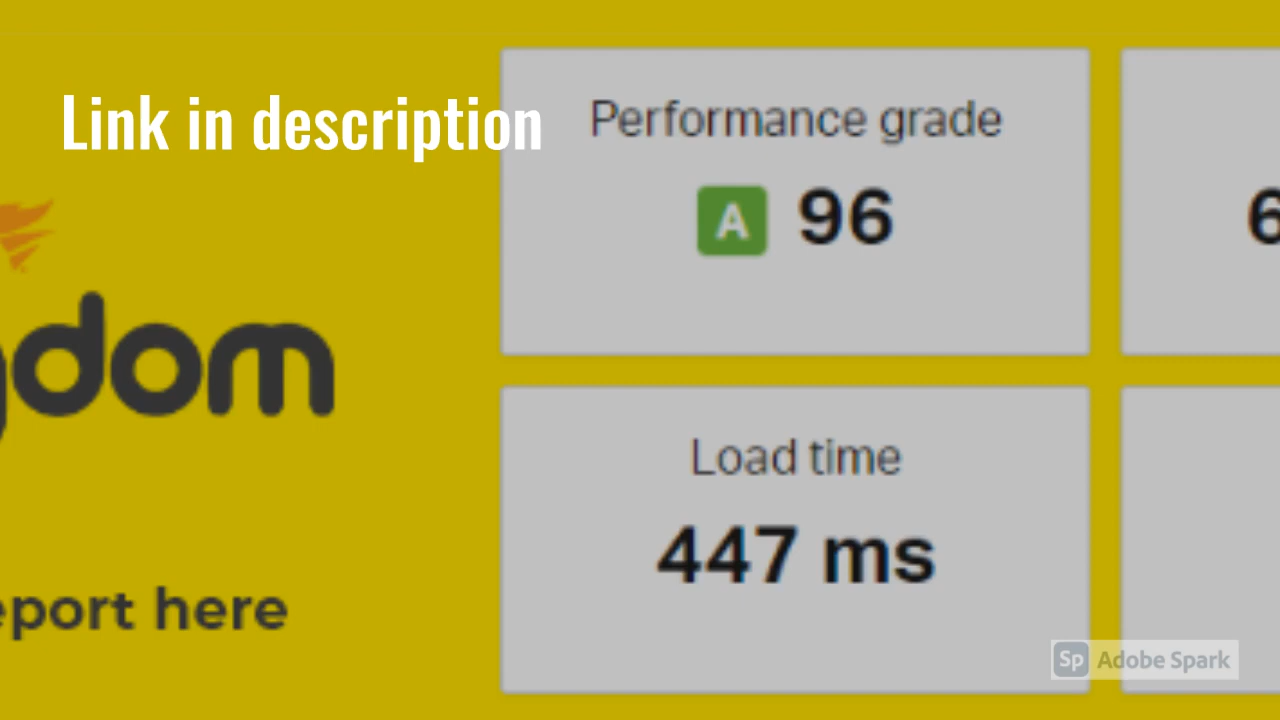 Link in description
Performance grade
A 96
6
gdom
Load time
447 ms
eport here
Sp Adobe Spark